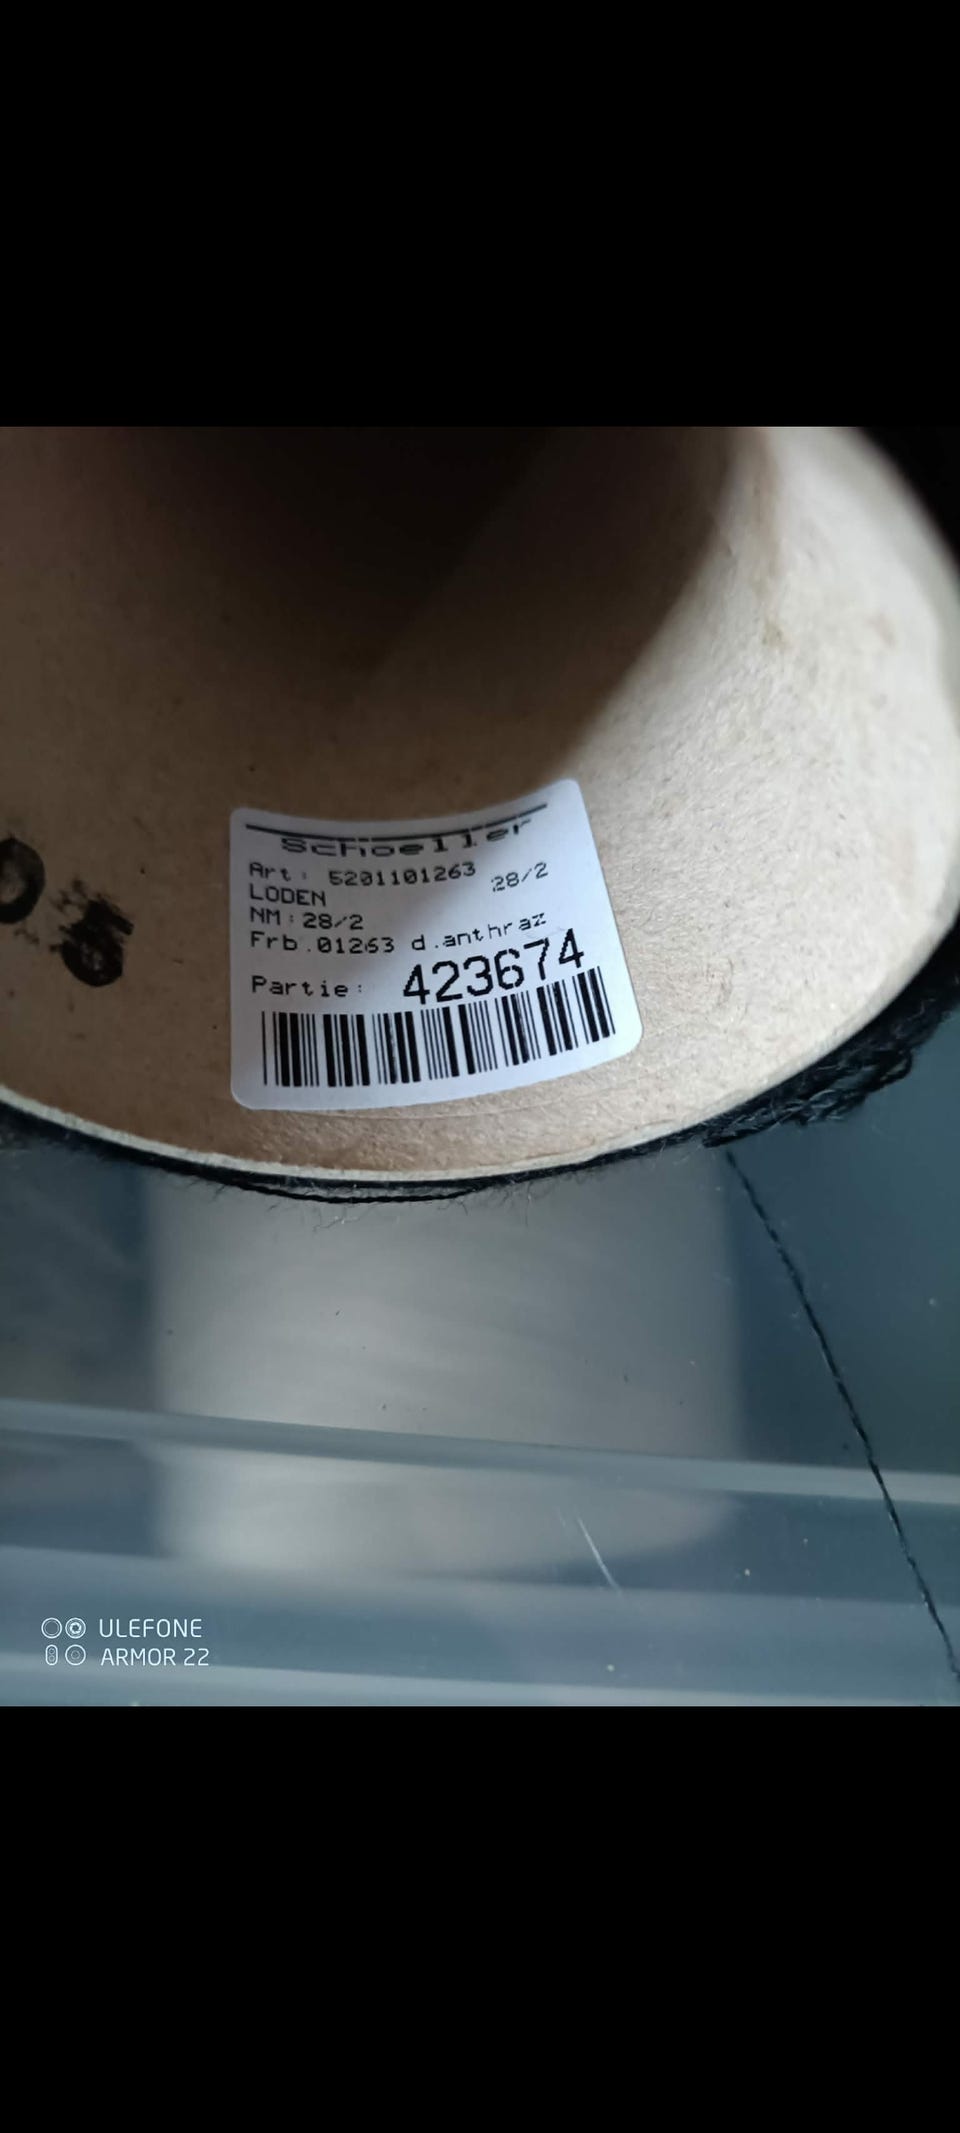 Schoeller
Art: 5201101263 28/2
LODEN
NM:28/2
Frb.01263 d.anthraz
Partie: 423674
ULEFONE
ARMOR 22